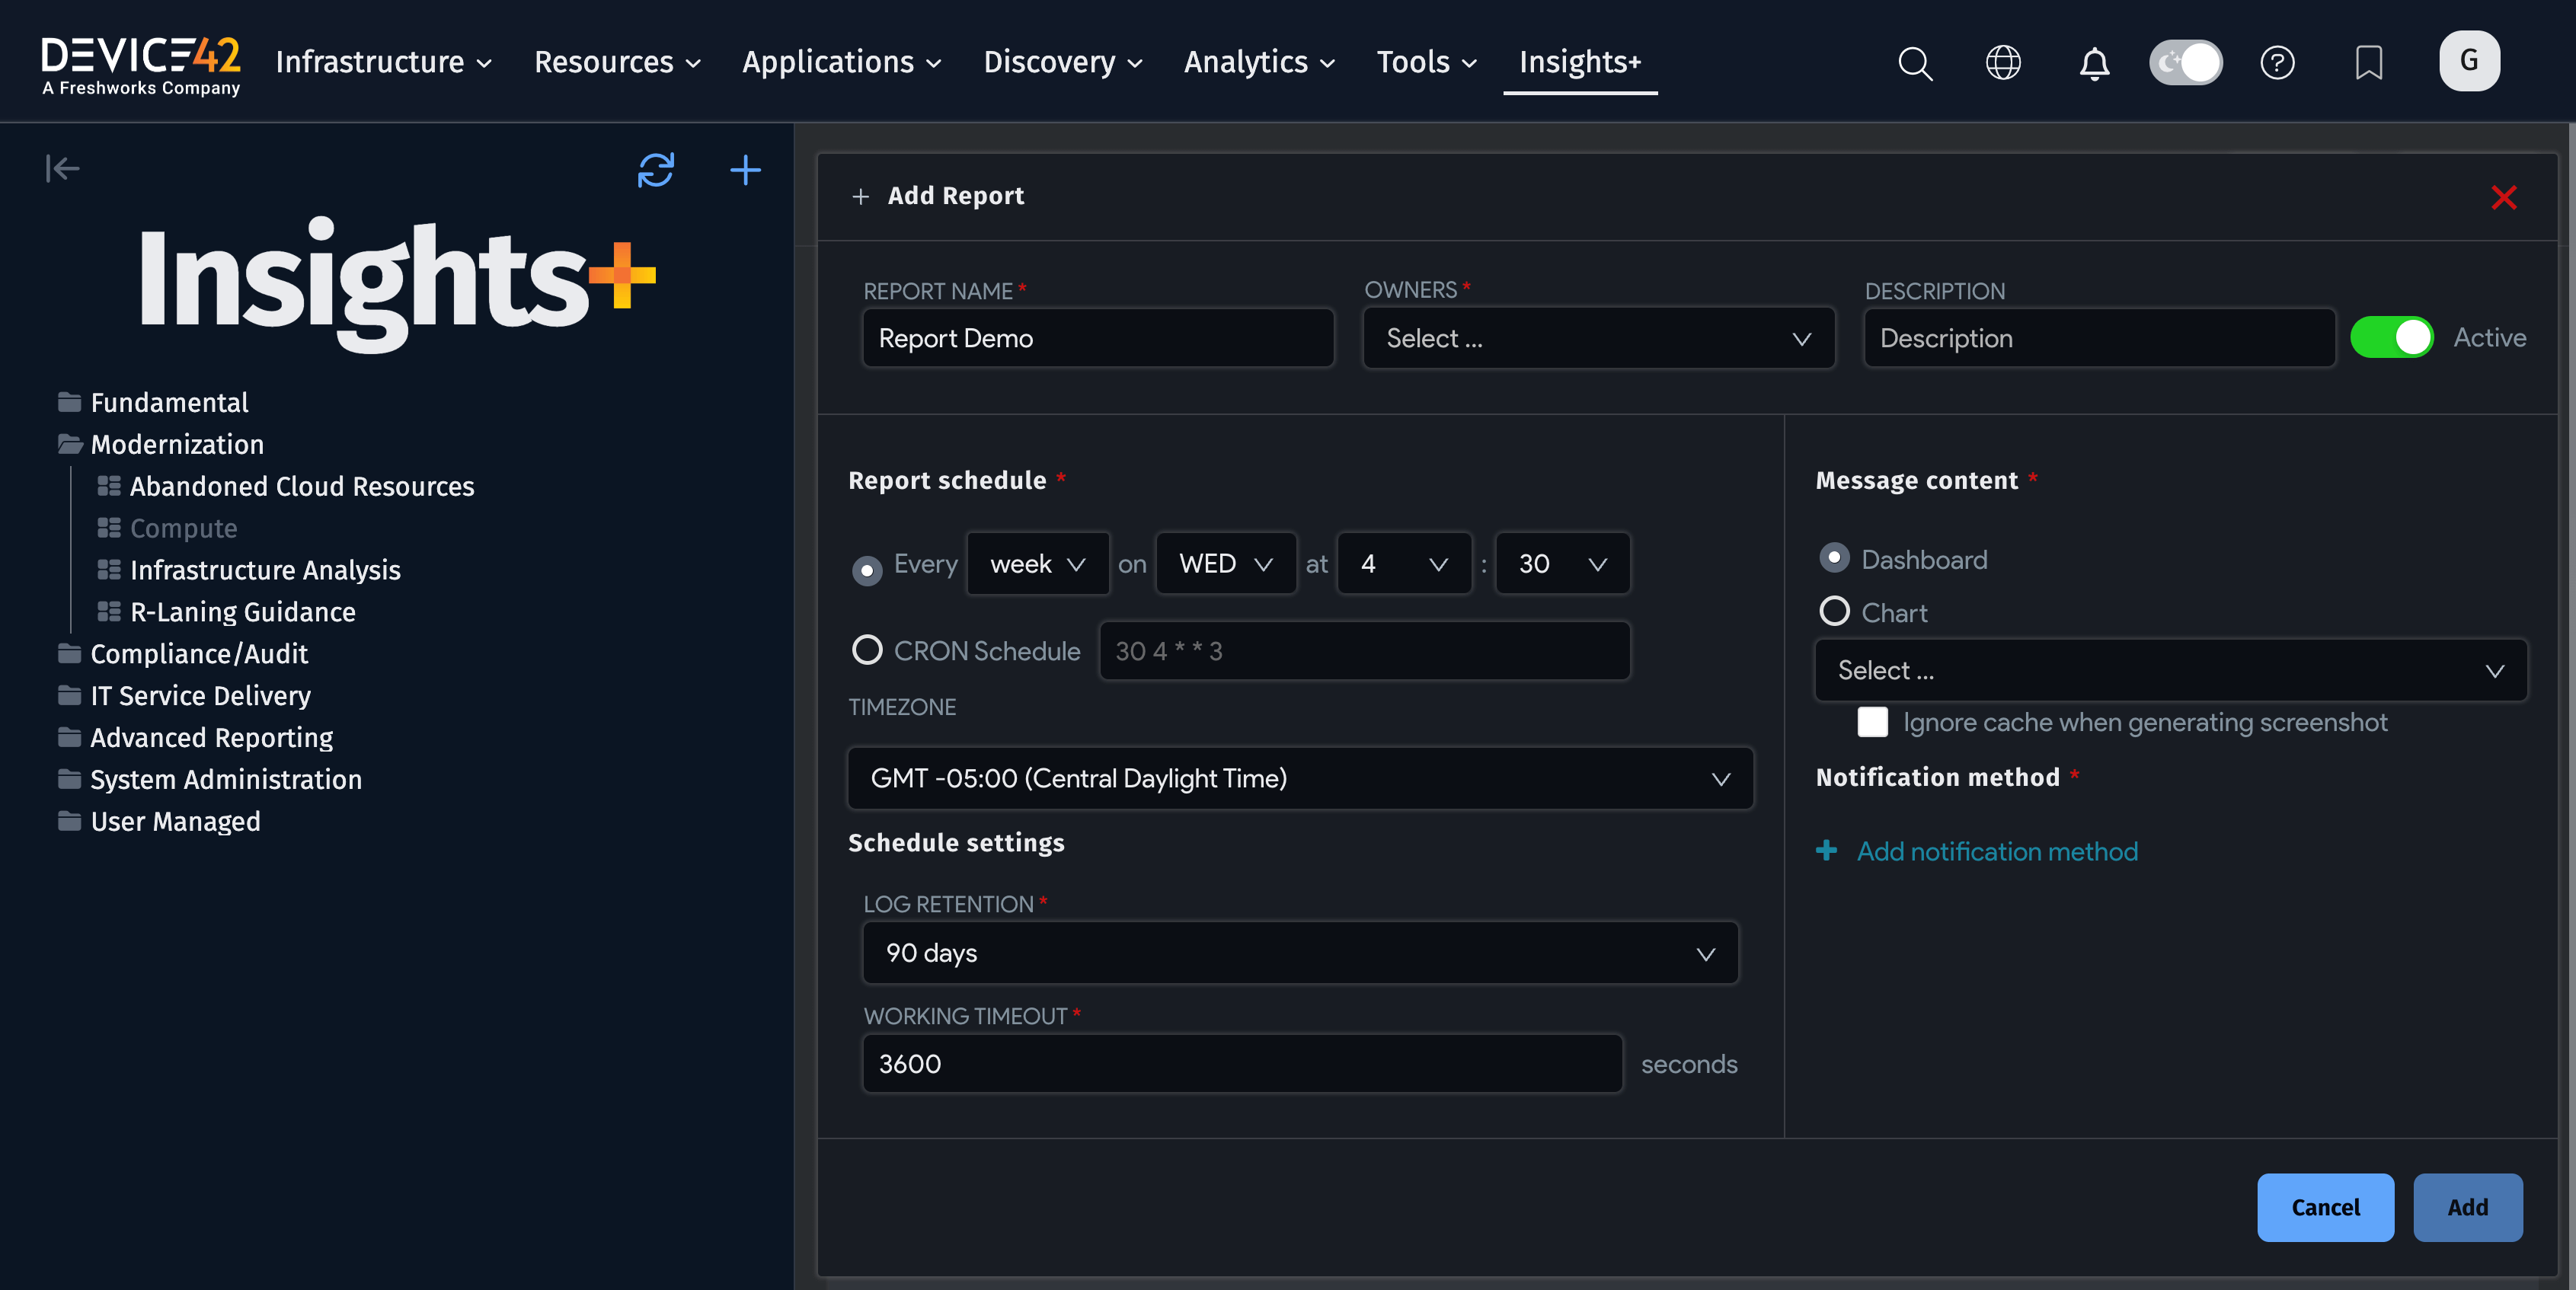 DEVICE42
A Freshworks Company
Infrastructure
Resources
Applications
Discovery
Analytics
Tools
Insights+
G
Insights+
Fundamental
Modernization
Abandoned Cloud Resources
Compute
Infrastructure Analysis
R-Laning Guidance
Compliance/Audit
IT Service Delivery
Advanced Reporting
System Administration
User Managed
+ Add Report
REPORT NAME *
Report Demo
OWNERS *
Select ...
DESCRIPTION
Description
Active
Report schedule *
Every week on WED at 4 : 30
CRON Schedule 30 4 * * 3
TIMEZONE
GMT -05:00 (Central Daylight Time)
Schedule settings
LOG RETENTION *
90 days
WORKING TIMEOUT *
3600 seconds
Message content *
Dashboard
Chart
Select ...
Ignore cache when generating screenshot
Notification method *
+ Add notification method
Cancel
Add